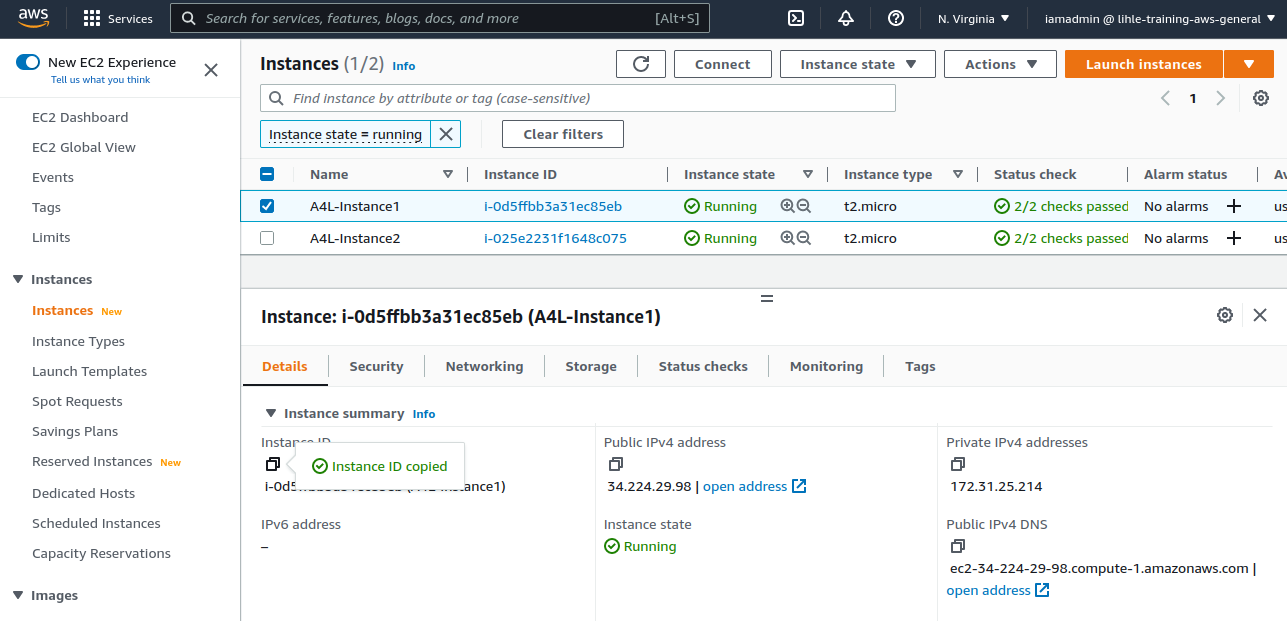 aws Services Search for services, features, blogs, docs, and more [Alt+S] N. Virginia iamadmin @ lihle-training-aws-general
New EC2 Experience
Tell us what you think
EC2 Dashboard
EC2 Global View
Events
Tags
Limits
Instances
Instances New
Instance Types
Launch Templates
Spot Requests
Savings Plans
Reserved Instances New
Dedicated Hosts
Scheduled Instances
Capacity Reservations
Images
Instances (1/2) Info Connect Instance state Actions Launch instances
Find instance by attribute or tag (case-sensitive) 1
Instance state = running Clear filters
Name Instance ID Instance state Instance type Status check Alarm status
A4L-Instance1 i-0d5ffbb3a31ec85eb Running t2.micro 2/2 checks passed No alarms us
A4L-Instance2 i-025e2231f1648c075 Running t2.micro 2/2 checks passed No alarms us
Instance: i-0d5ffbb3a31ec85eb (A4L-Instance1)
Details Security Networking Storage Status checks Monitoring Tags
Instance summary Info
Instance ID Public IPv4 address Private IPv4 addresses
Instance ID copied
34.224.29.98 | open address 172.31.25.214
IPv6 address Instance state Public IPv4 DNS
– Running
ec2-34-224-29-98.compute-1.amazonaws.com |
open address